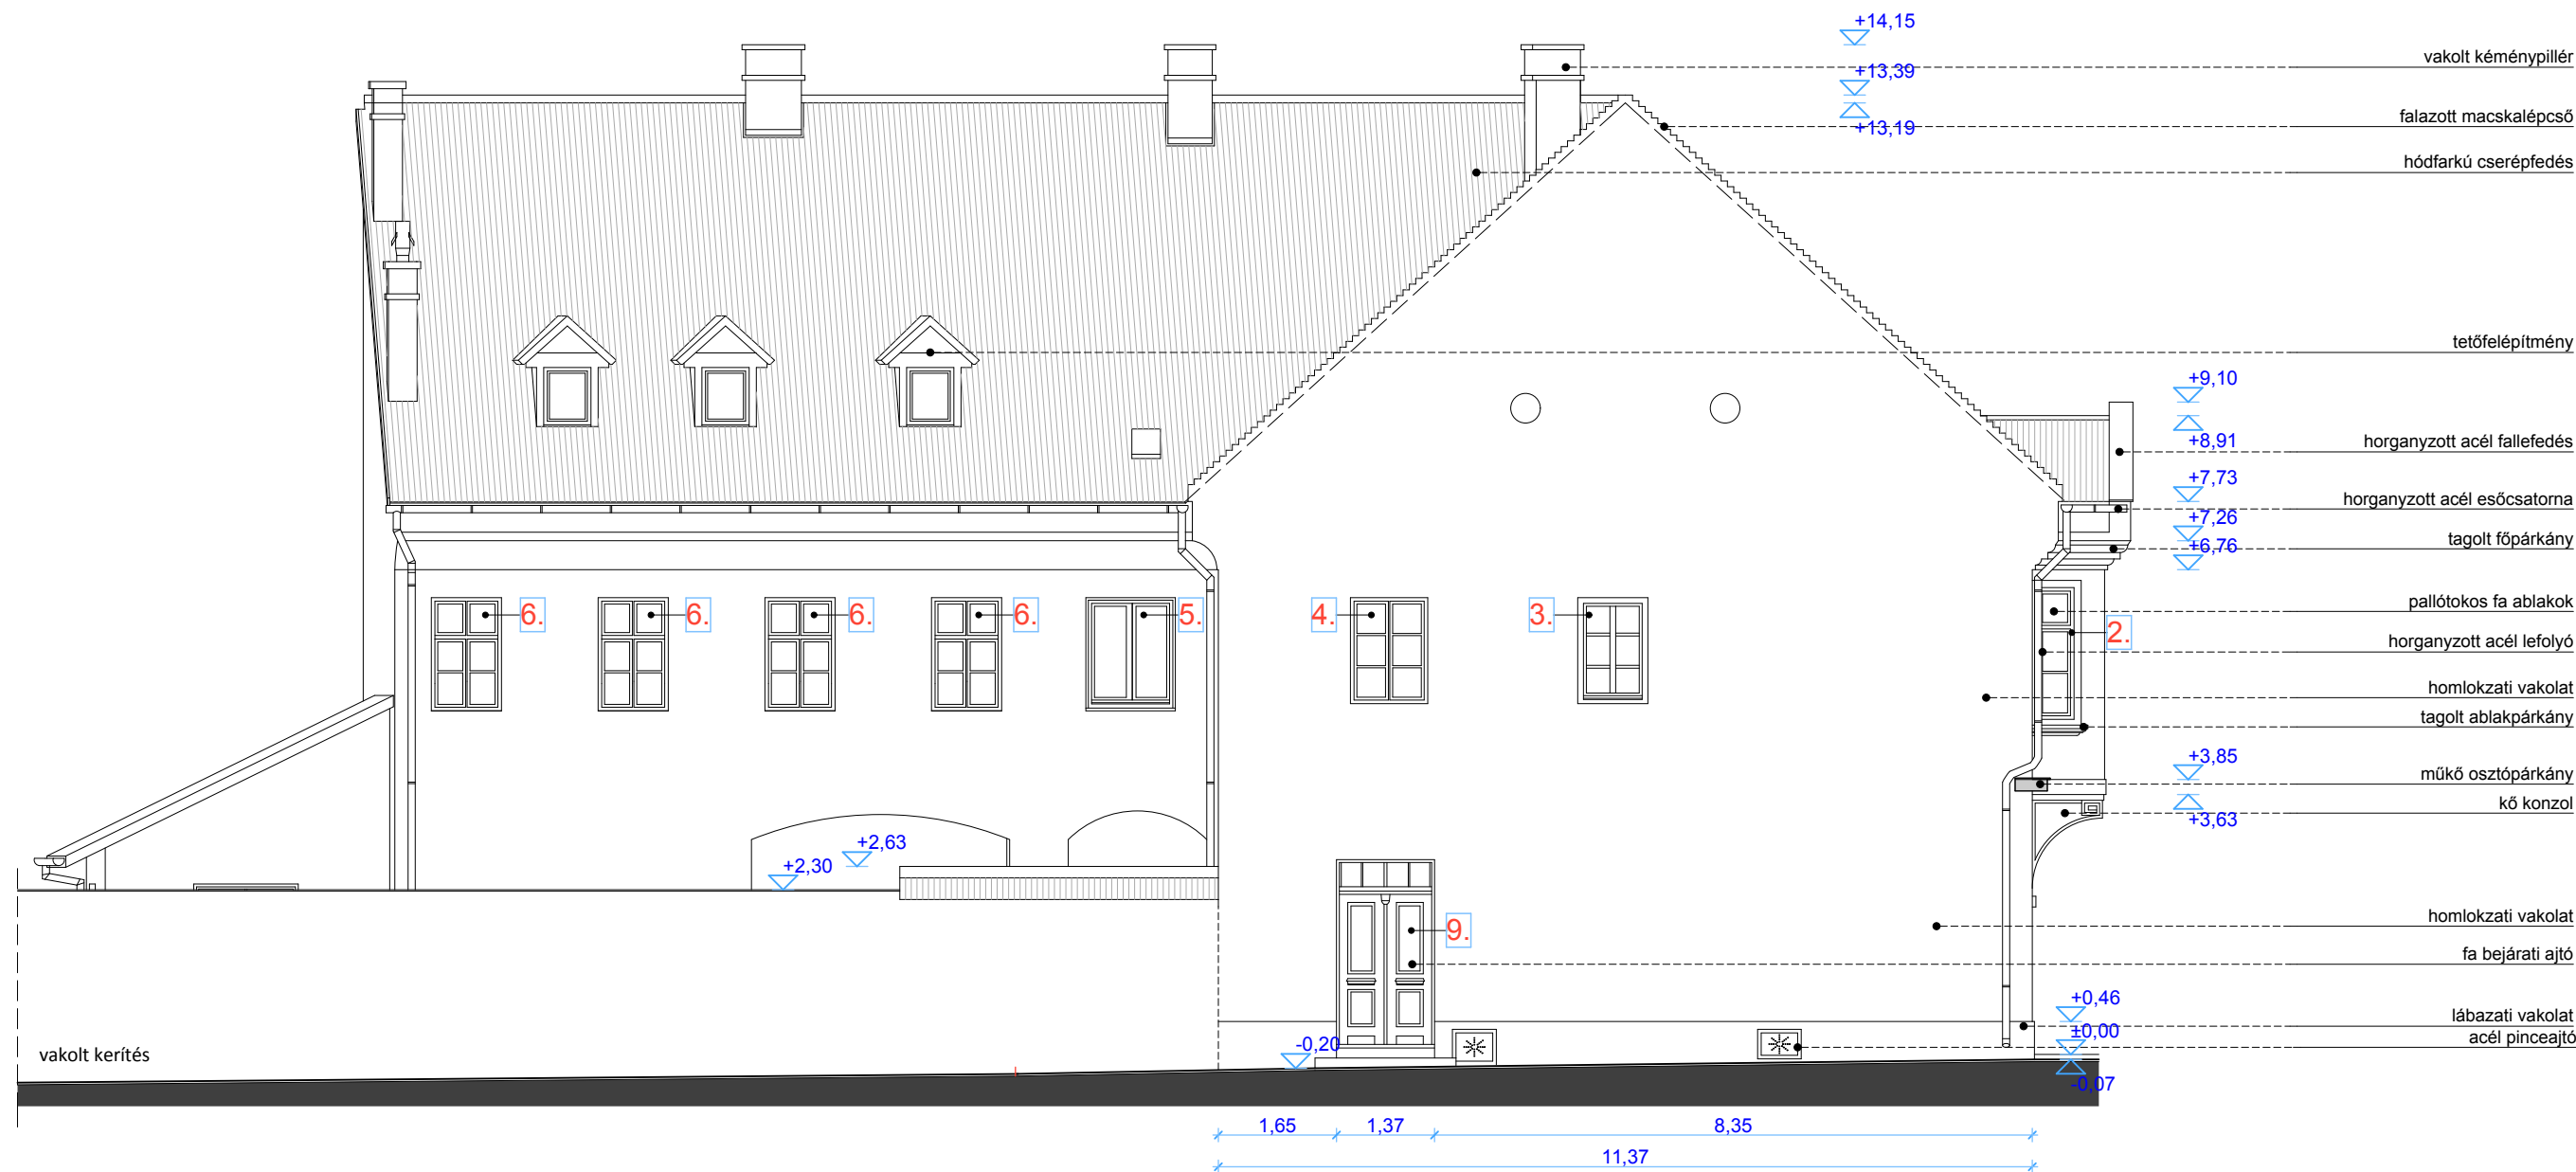 +14,15
vakolt kéménypillér
+13,39
falazott macskalépcső
+13,19
hódfarkú cserépfedés
tetőfelépítmény
+9,10
+8,91
horganyzott acél fallefedés
+7,73
horganyzott acél esőcsatorna
+7,26
tagolt főpárkány
+6,76
pallótokos fa ablakok
6.
6.
6.
6.
5.
4.
3.
2.
horganyzott acél lefolyó
homlokzati vakolat
tagolt ablakpárkány
+3,85
műkő osztópárkány
kő konzol
+3,63
+2,63
+2,30
homlokzati vakolat
9.
fa bejárati ajtó
+0,46
lábazati vakolat
±0,00
acél pinceajtó
-0,20
vakolt kerítés
-0,07
1,65
1,37
8,35
11,37